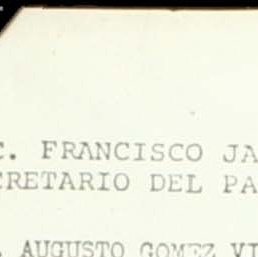 C. FRANCISCO JA
CRETARIO DEL PA
. AUGUSTO GOMEZ VI